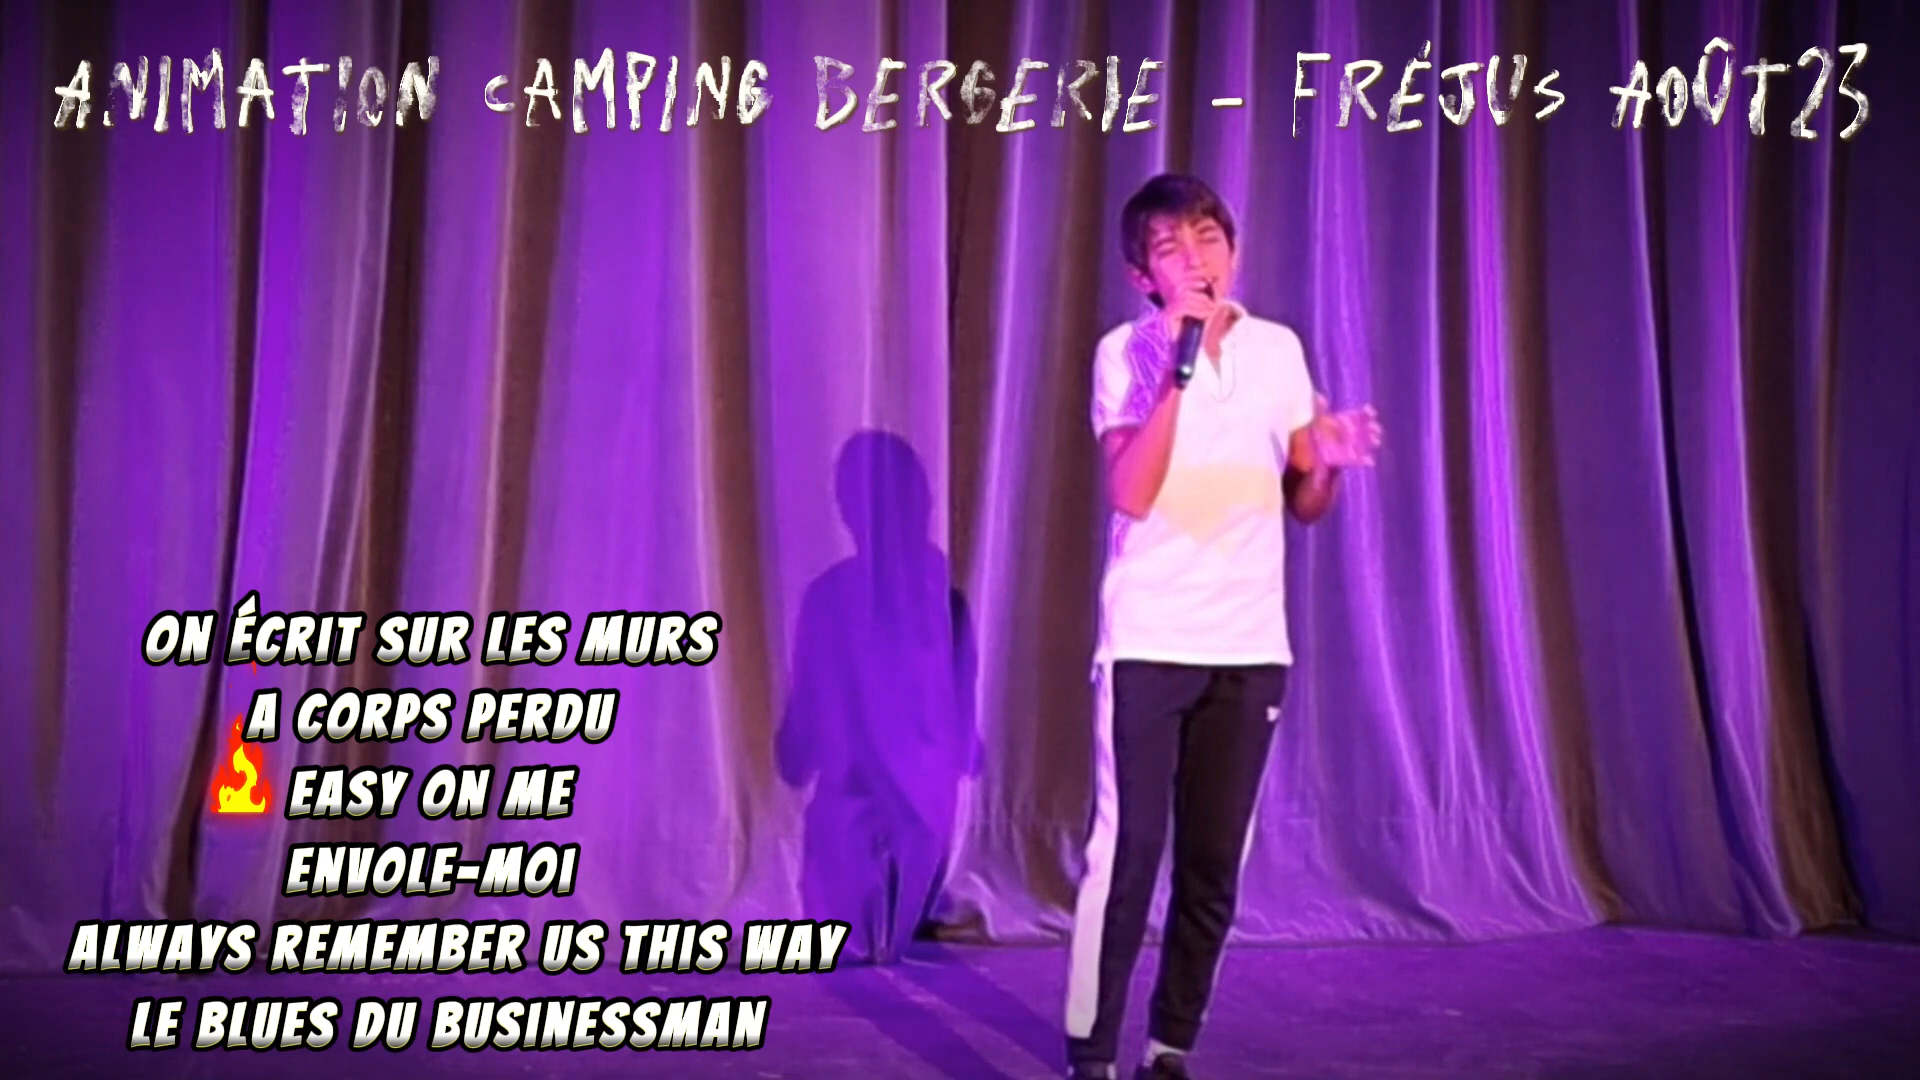 ANIMATION CAMPING BERGERIE - FRÉJUS AOÛT23
ON ÉCRIT SUR LES MURS
A CORPS PERDU
EASY ON ME
ENVOLE-MOI
ALWAYS REMEMBER US THIS WAY
LE BLUES DU BUSINESSMAN